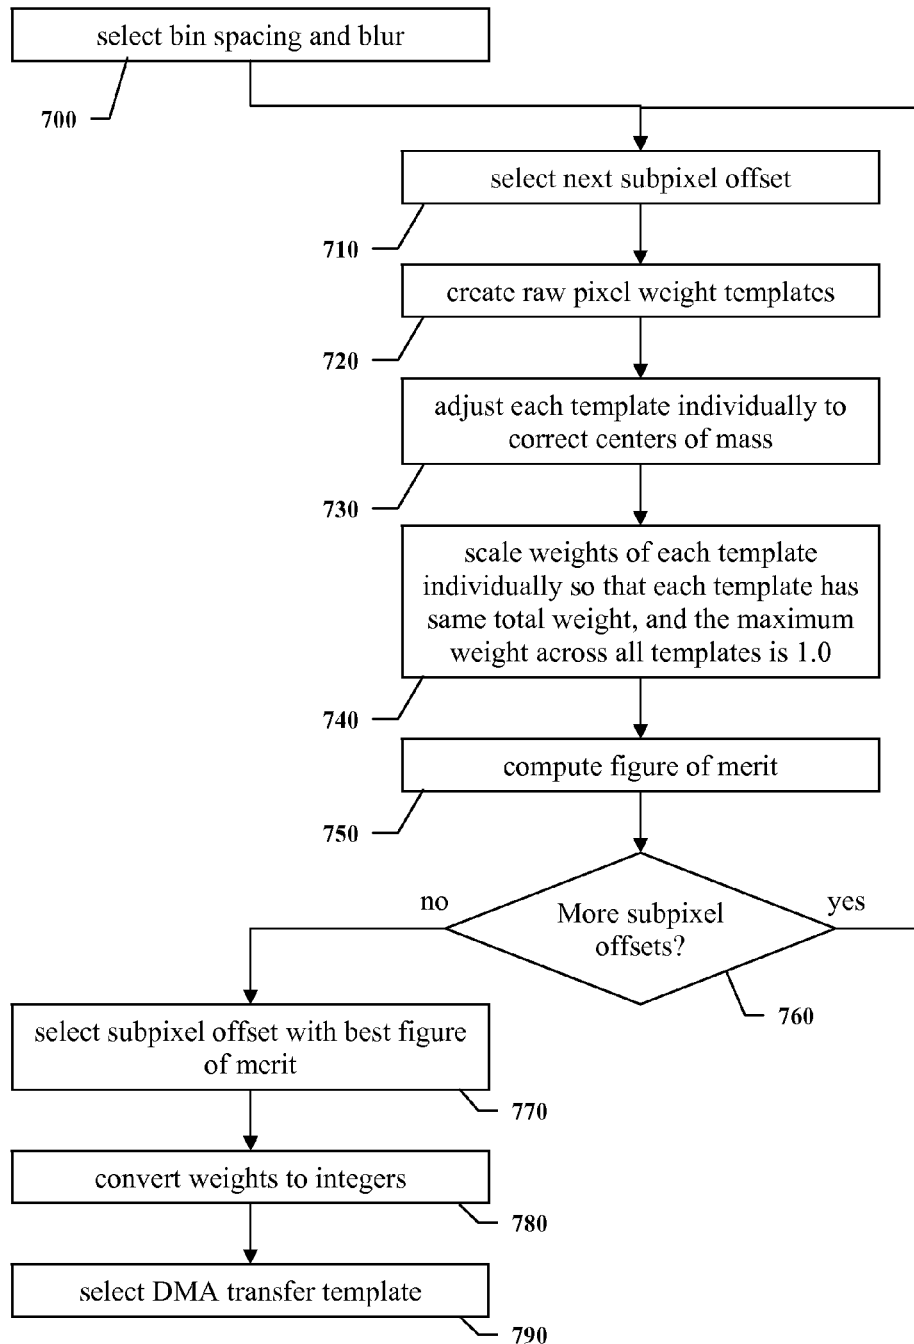 select bin spacing and blur
700
select next subpixel offset
710
create raw pixel weight templates
720
adjust each template individually to
correct centers of mass
730
scale weights of each template
individually so that each template has
same total weight, and the maximum
weight across all templates is 1.0
740
compute figure of merit
750
no
yes
More subpixel
offsets?
760
select subpixel offset with best figure
of merit
770
convert weights to integers
780
select DMA transfer template
790